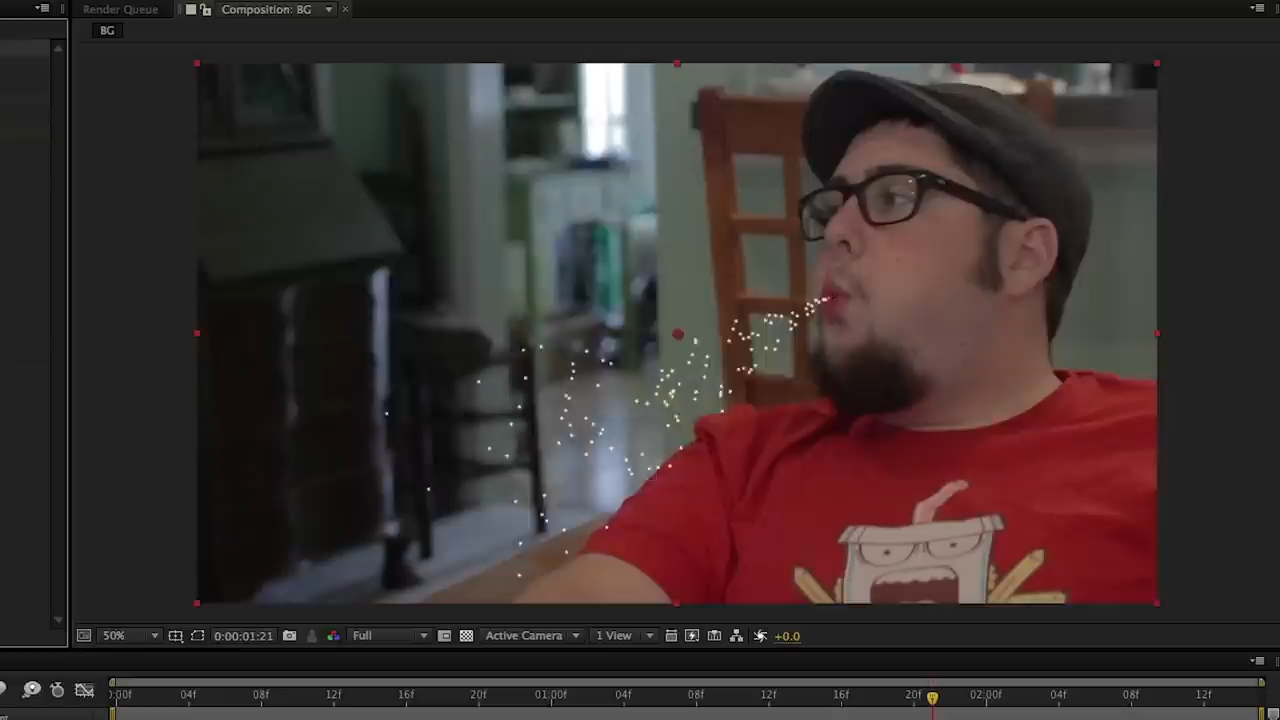 Render Queue Composition: BG
BG
50% 0:00:01:21 Full Active Camera 1 View +0.0
:00f 04f 08f 12f 16f 20f 01:00f 04f 08f 12f 16f 20f 02:00f 04f 08f 12f